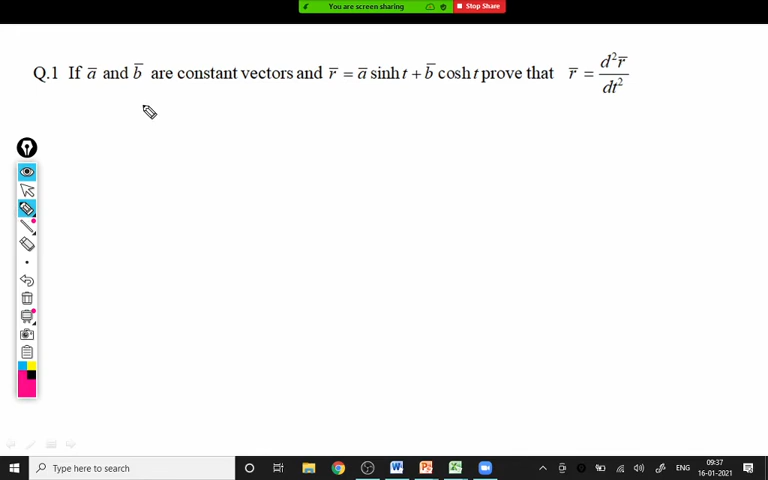 You are screen sharing
Stop Share
Q.1 If a̅ and b̅ are constant vectors and r̅ = a̅ sinh t + b̅ cosh t prove that r̅ = d²r̅/dt²
Type here to search
ENG
09:37
16-01-2021